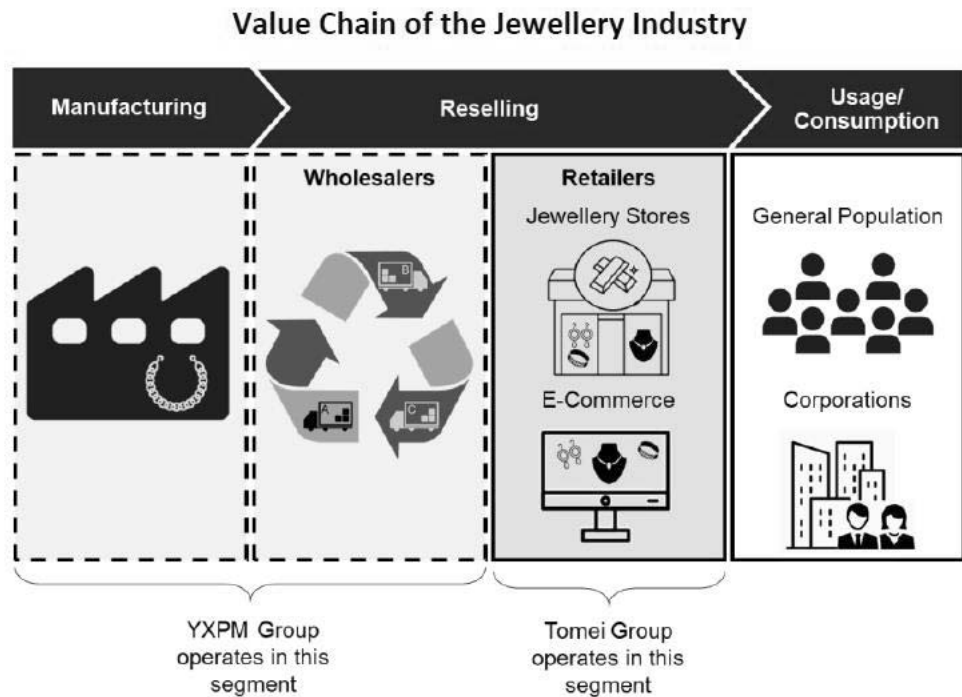 Value Chain of the Jewellery Industry
Manufacturing
Reselling
Usage/
Consumption
Wholesalers
Retailers
Jewellery Stores
General Population
B
A
C
E-Commerce
Corporations
YXPM Group
operates in this
segment
Tomei Group
operates in this
segment